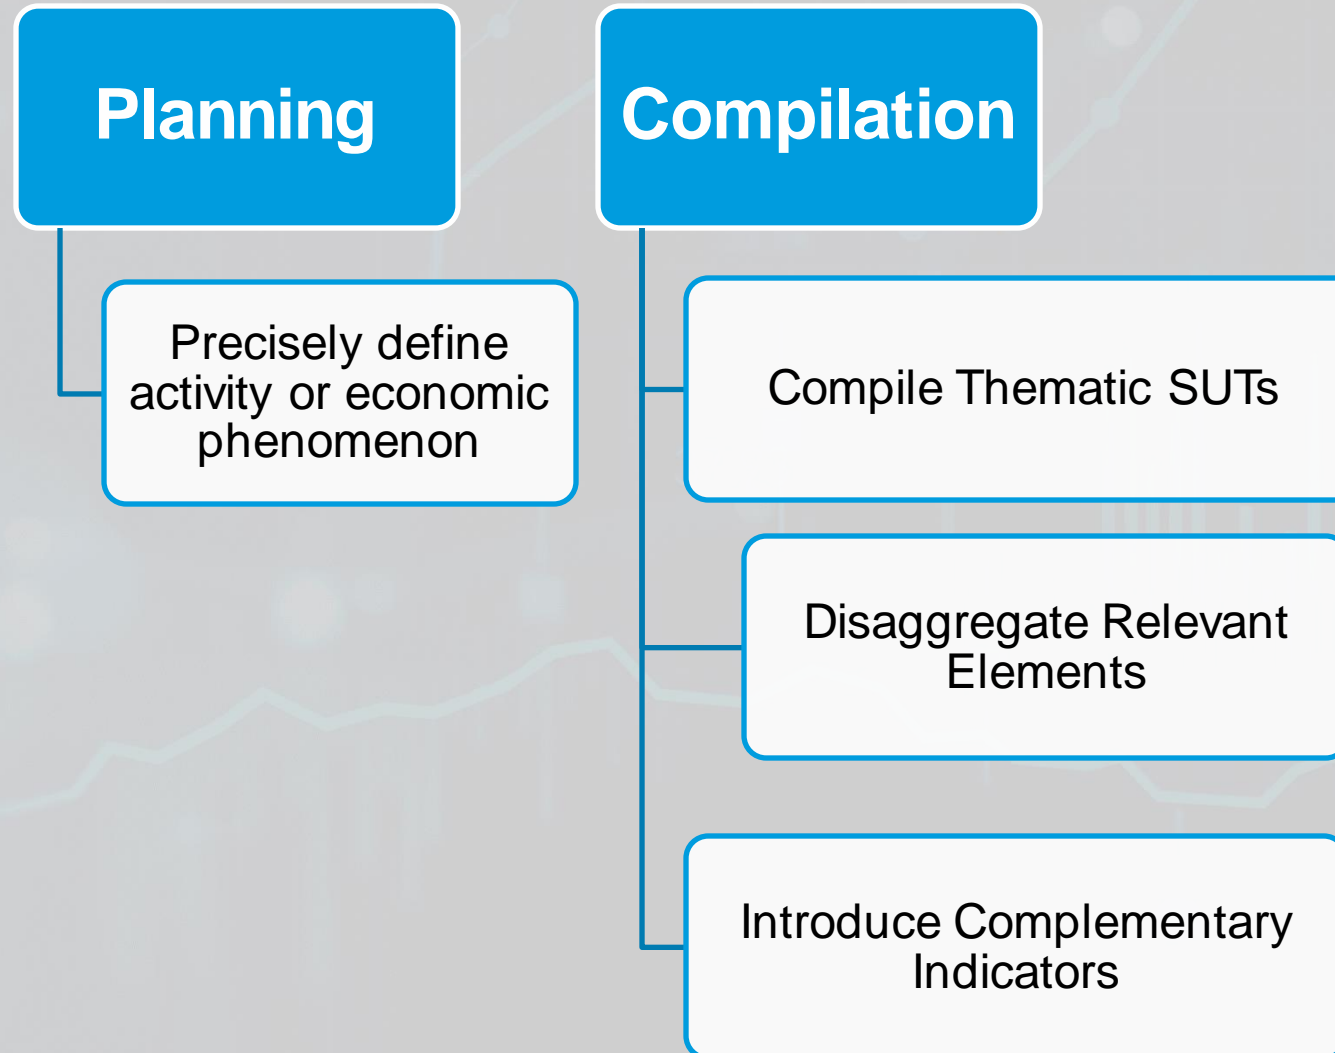 Planning
Precisely define
activity or economic
phenomenon
Compilation
Compile Thematic SUTs
Disaggregate Relevant
Elements
Introduce Complementary
Indicators